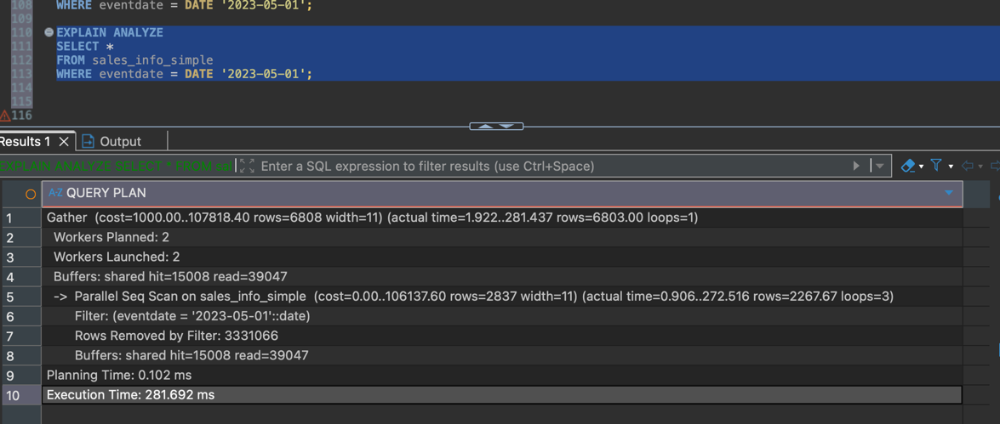 108 WHERE eventdate = DATE '2023-05-01';
109
110 EXPLAIN ANALYZE
111 SELECT *
112 FROM sales_info_simple
113 WHERE eventdate = DATE '2023-05-01';
114
115
116
Results 1 Output
EXPLAIN ANALYZE SELECT * FROM sal Enter a SQL expression to filter results (use Ctrl+Space)
A-Z QUERY PLAN
1 Gather (cost=1000.00..107818.40 rows=6808 width=11) (actual time=1.922..281.437 rows=6803.00 loops=1)
2 Workers Planned: 2
3 Workers Launched: 2
4 Buffers: shared hit=15008 read=39047
5 -> Parallel Seq Scan on sales_info_simple (cost=0.00..106137.60 rows=2837 width=11) (actual time=0.906..272.516 rows=2267.67 loops=3)
6 Filter: (eventdate = '2023-05-01'::date)
7 Rows Removed by Filter: 3331066
8 Buffers: shared hit=15008 read=39047
9 Planning Time: 0.102 ms
10 Execution Time: 281.692 ms